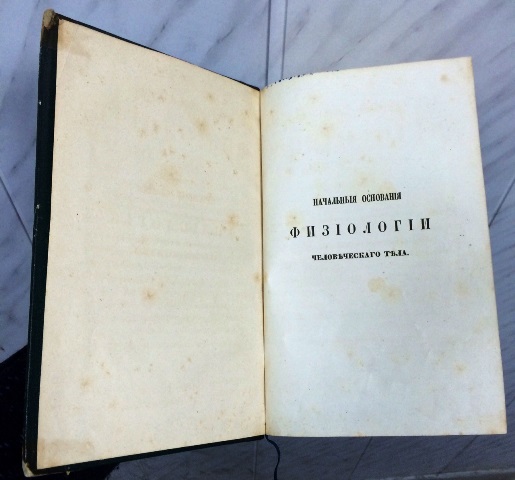 НАЧАЛЬНЫЯ ОСНОВАНІЯ
ФИЗІОЛОГІИ
ЧЕЛОВѢЧЕСКАГО ТѢЛА.